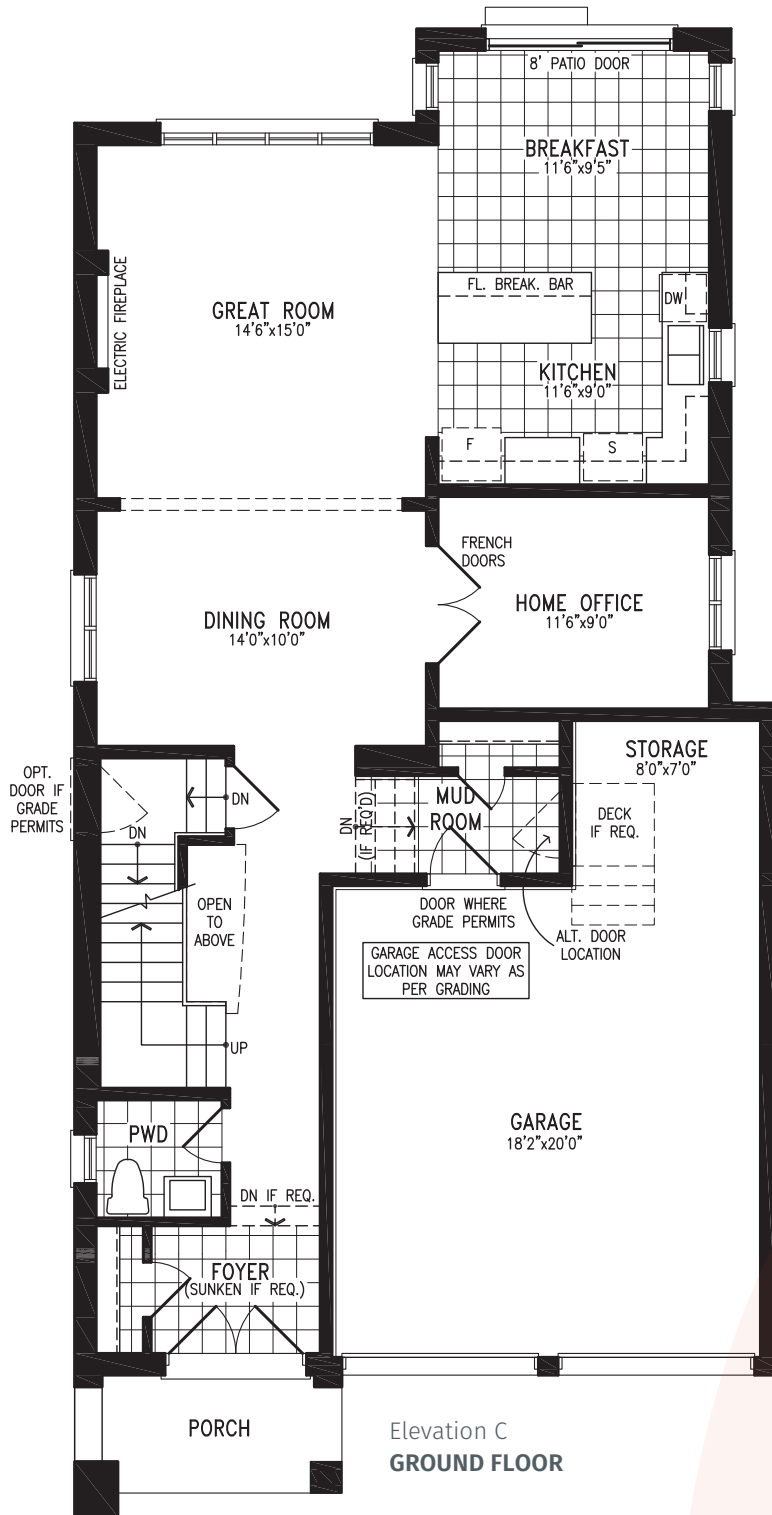 8' PATIO DOOR
BREAKFAST
11'6"x9'5"
ELECTRIC FIREPLACE
GREAT ROOM
14'6"x15'0"
FL. BREAK. BAR
DW
KITCHEN
11'6"x9'0"
F
S
FRENCH
DOORS
DINING ROOM
14'0"x10'0"
HOME OFFICE
11'6"x9'0"
OPT.
DOOR IF
GRADE
PERMITS
DN
DN
DN
(IF REQ'D)
MUD
ROOM
STORAGE
8'0"x7'0"
DECK
IF REQ.
OPEN
TO
ABOVE
DOOR WHERE
GRADE PERMITS
ALT. DOOR
LOCATION
GARAGE ACCESS DOOR
LOCATION MAY VARY AS
PER GRADING
UP
PWD
GARAGE
18'2"x20'0"
DN IF REQ.
FOYER
(SUNKEN IF REQ.)
PORCH
Elevation C
GROUND FLOOR